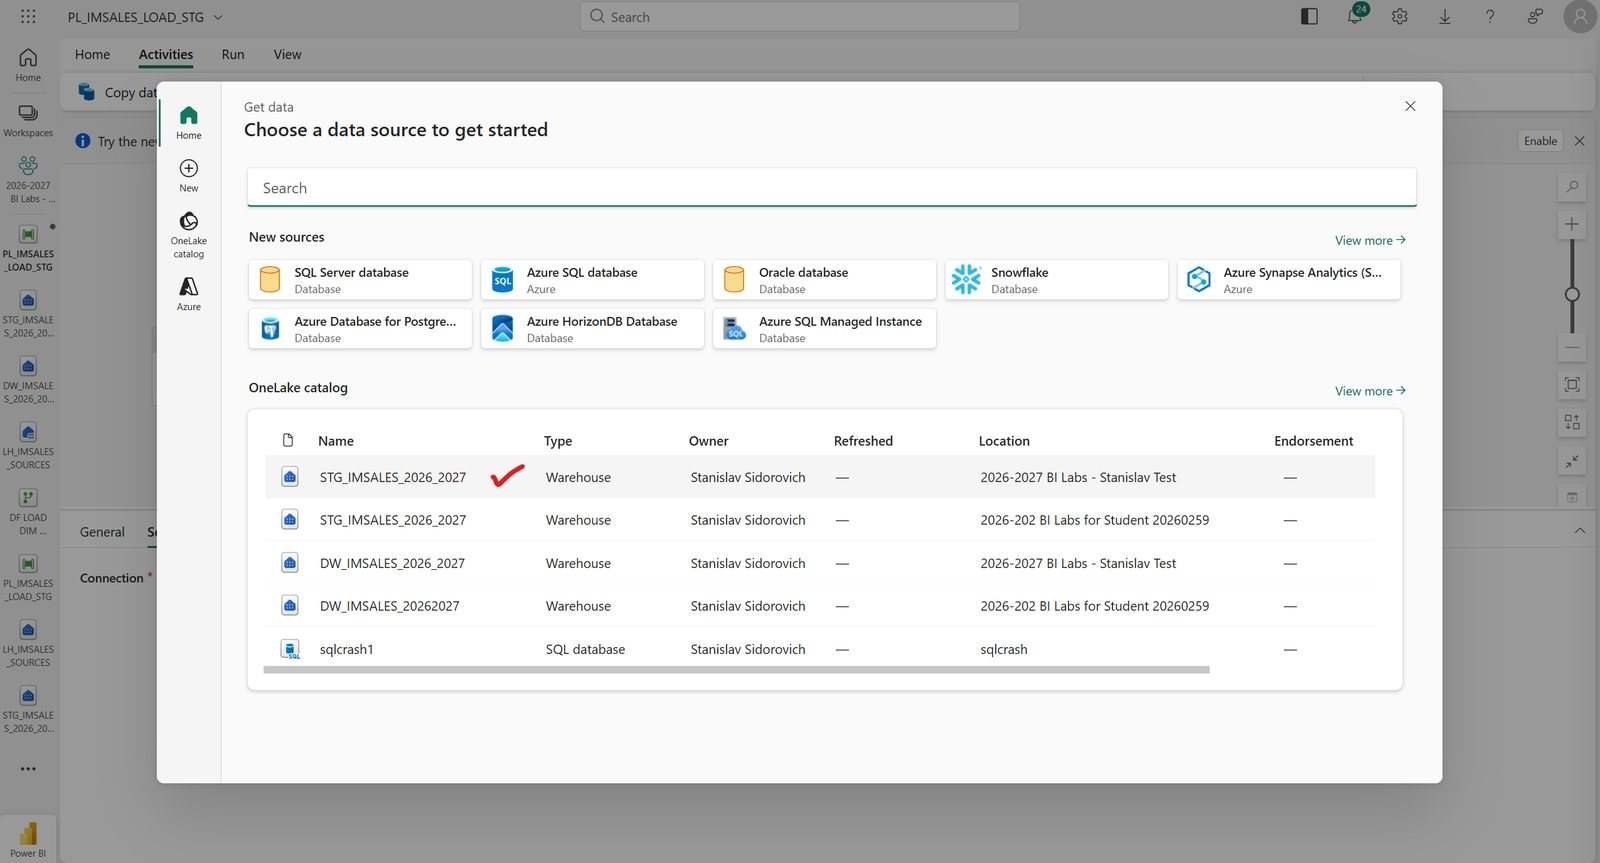 PL_IMSALES_LOAD_STG
Search
24
Home
Activities
Run
View
Home
Workspaces
2026-2027
BI Labs - ...
PL_IMSALES
_LOAD_STG
STG_IMSALE
S_2026_20...
DW_IMSALE
S_2026_202...
LH_IMSALES
_SOURCES
DF LOAD
DIM ...
PL_IMSALES
_LOAD_STG
LH_IMSALES
_SOURCES
STG_IMSALE
S_2026_20...
Power BI
Copy dat
Try the ne
Enable
General
Se
Connection *
Home
New
OneLake
catalog
Azure
Get data
Choose a data source to get started
Search
New sources
View more
SQL Server database
Database
Azure SQL database
Azure
Oracle database
Database
Snowflake
Database
Azure Synapse Analytics (S...
Azure
Azure Database for Postgre...
Database
Azure HorizonDB Database
Database
Azure SQL Managed Instance
Database
OneLake catalog
View more
Name Type Owner Refreshed Location Endorsement
STG_IMSALES_2026_2027 Warehouse Stanislav Sidorovich — 2026-2027 BI Labs - Stanislav Test —
STG_IMSALES_2026_2027 Warehouse Stanislav Sidorovich — 2026-202 BI Labs for Student 20260259 —
DW_IMSALES_2026_2027 Warehouse Stanislav Sidorovich — 2026-2027 BI Labs - Stanislav Test —
DW_IMSALES_20262027 Warehouse Stanislav Sidorovich — 2026-202 BI Labs for Student 20260259 —
sqlcrash1 SQL database Stanislav Sidorovich — sqlcrash —